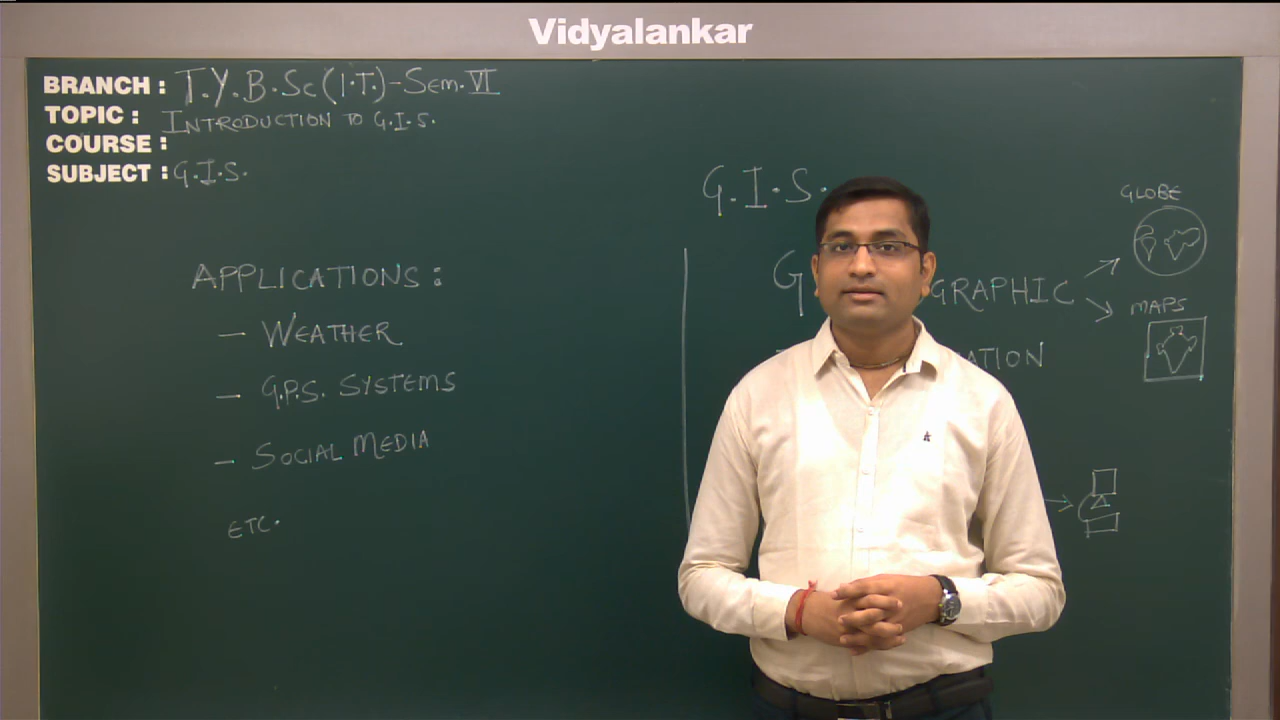 Vidyalankar
BRANCH : T.Y.B.Sc(I.T.)-Sem.VI
TOPIC : INTRODUCTION TO G.I.S.
COURSE :
SUBJECT : G.I.S.
APPLICATIONS :
— WEATHER
— G.P.S. SYSTEMS
— SOCIAL MEDIA
ETC.
G.I.S.
G GRAPHIC
ATION
GLOBE
MAPS